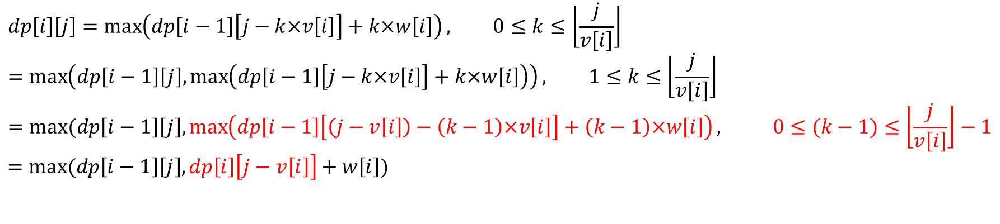 dp[i][j] = max(dp[i − 1][j − k×v[i]] + k×w[i]), 0 ≤ k ≤ ⌊j/v[i]⌋
= max(dp[i − 1][j], max(dp[i − 1][j − k×v[i]] + k×w[i])), 1 ≤ k ≤ ⌊j/v[i]⌋
= max(dp[i − 1][j], max(dp[i − 1][(j − v[i]) − (k − 1)×v[i]] + (k − 1)×w[i]), 0 ≤ (k − 1) ≤ ⌊j/v[i]⌋ − 1
= max(dp[i − 1][j], dp[i][j − v[i]] + w[i])